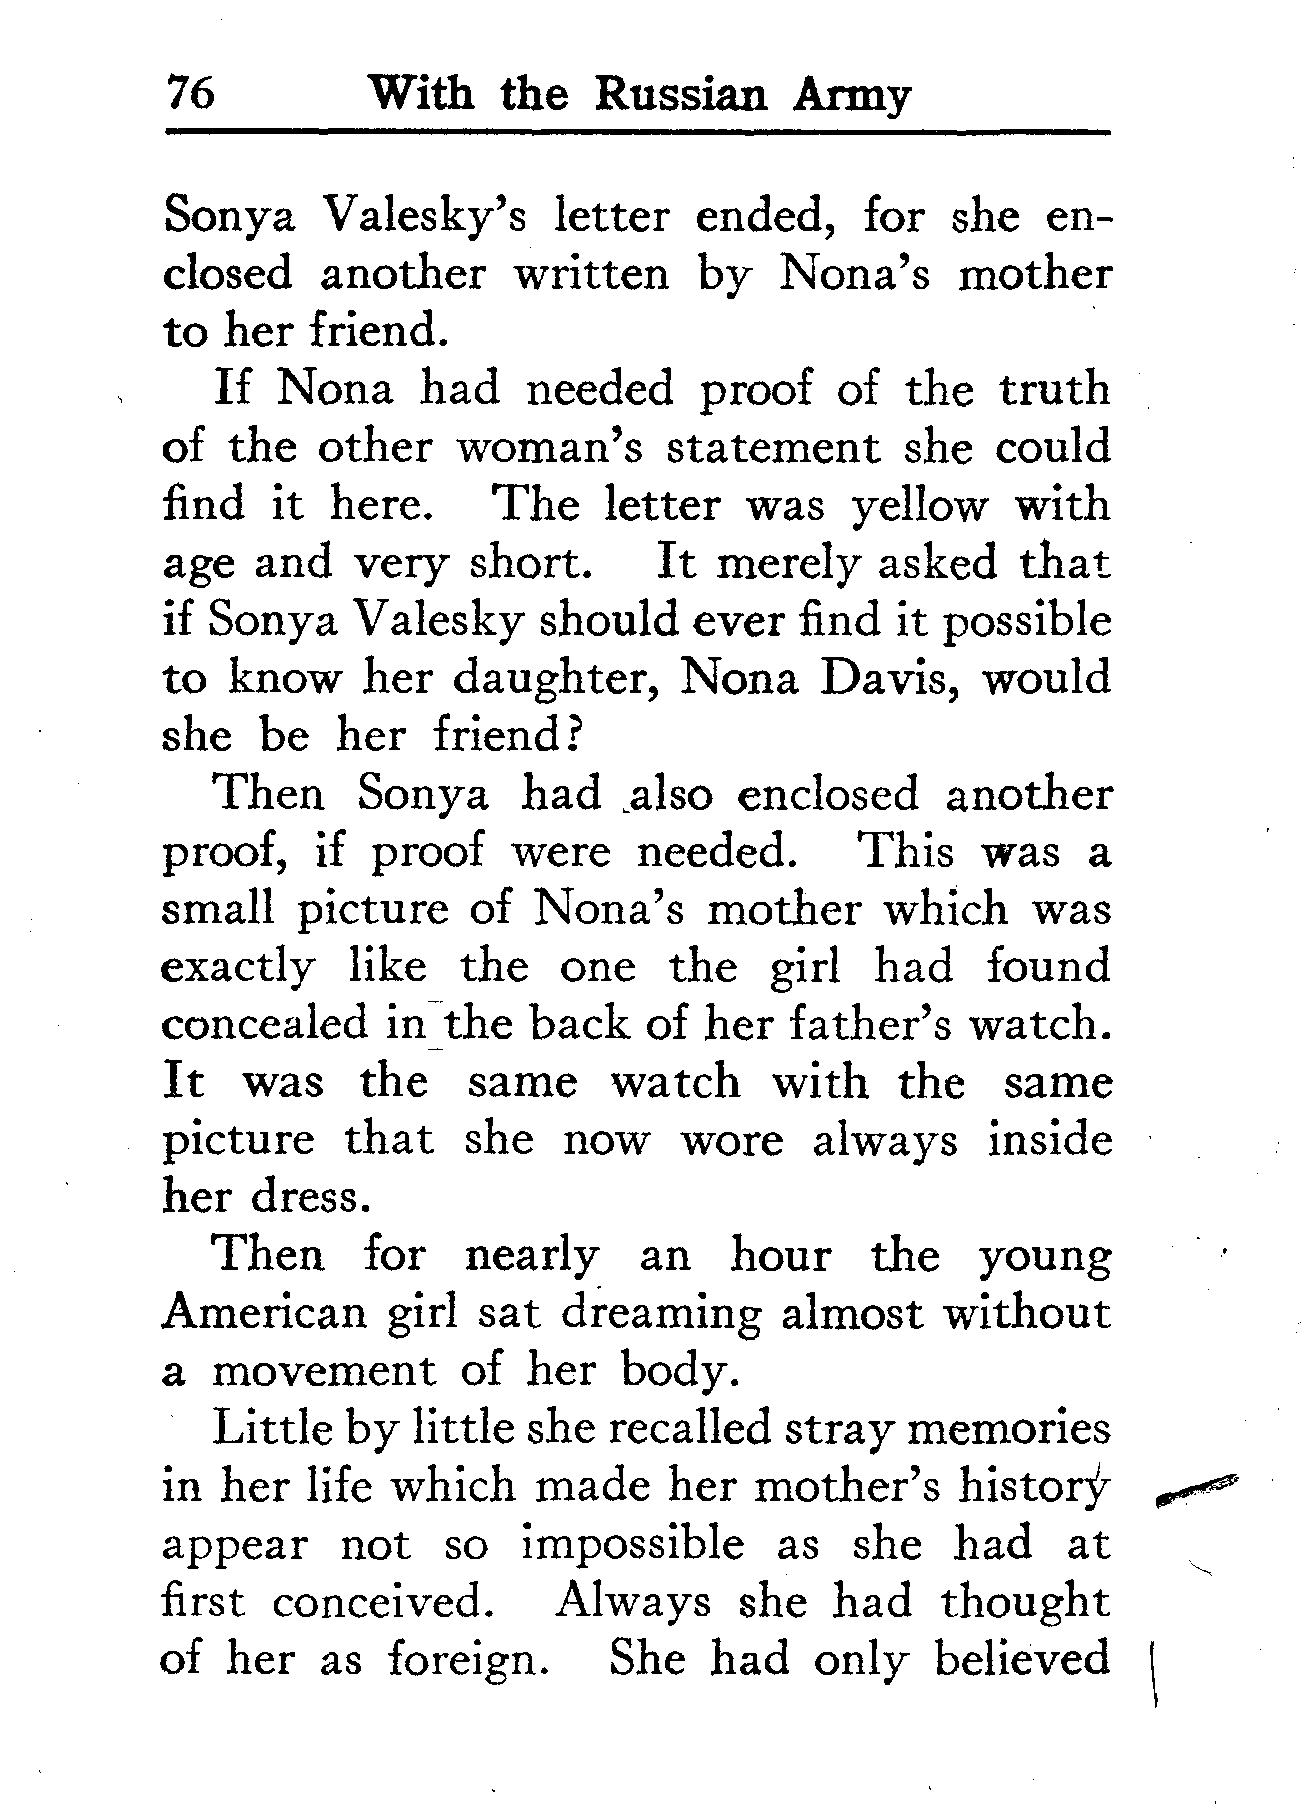 76 With the Russian Army
Sonya Valesky's letter ended, for she en-
closed another written by Nona's mother
to her friend.
If Nona had needed proof of the truth
of the other woman's statement she could
find it here. The letter was yellow with
age and very short. It merely asked that
if Sonya Valesky should ever find it possible
to know her daughter, Nona Davis, would
she be her friend?
Then Sonya had also enclosed another
proof, if proof were needed. This was a
small picture of Nona's mother which was
exactly like the one the girl had found
concealed in the back of her father's watch.
It was the same watch with the same
picture that she now wore always inside
her dress.
Then for nearly an hour the young
American girl sat dreaming almost without
a movement of her body.
Little by little she recalled stray memories
in her life which made her mother's history
appear not so impossible as she had at
first conceived. Always she had thought
of her as foreign. She had only believed